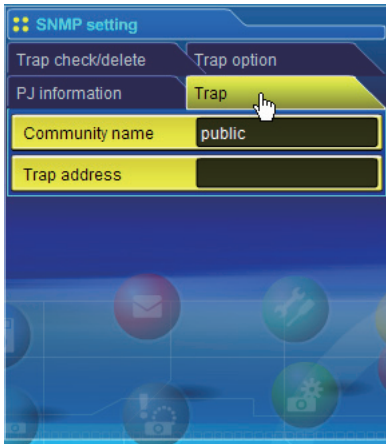 SNMP setting
Trap check/delete Trap option
PJ information Trap
Community name public
Trap address